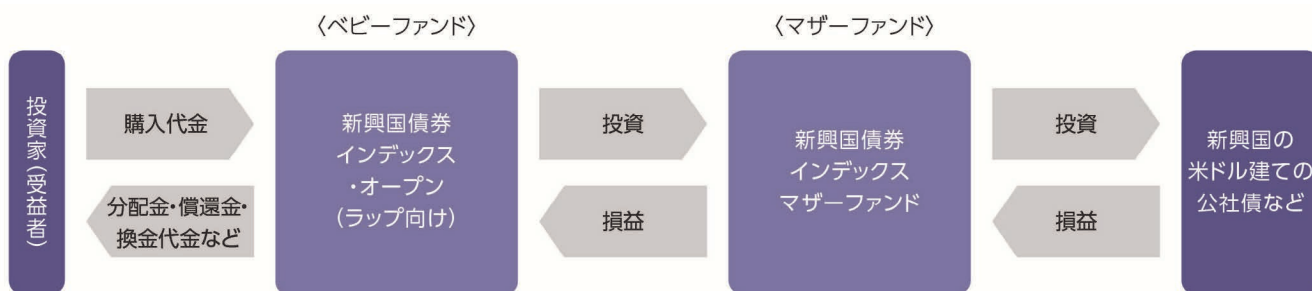 〈ベビーファンド〉
〈マザーファンド〉
投資家(受益者)
購入代金
分配金・償還金・
換金代金など
新興国債券
インデックス
・オープン
(ラップ向け)
投資
損益
新興国債券
インデックス
マザーファンド
投資
損益
新興国の
米ドル建ての
公社債など